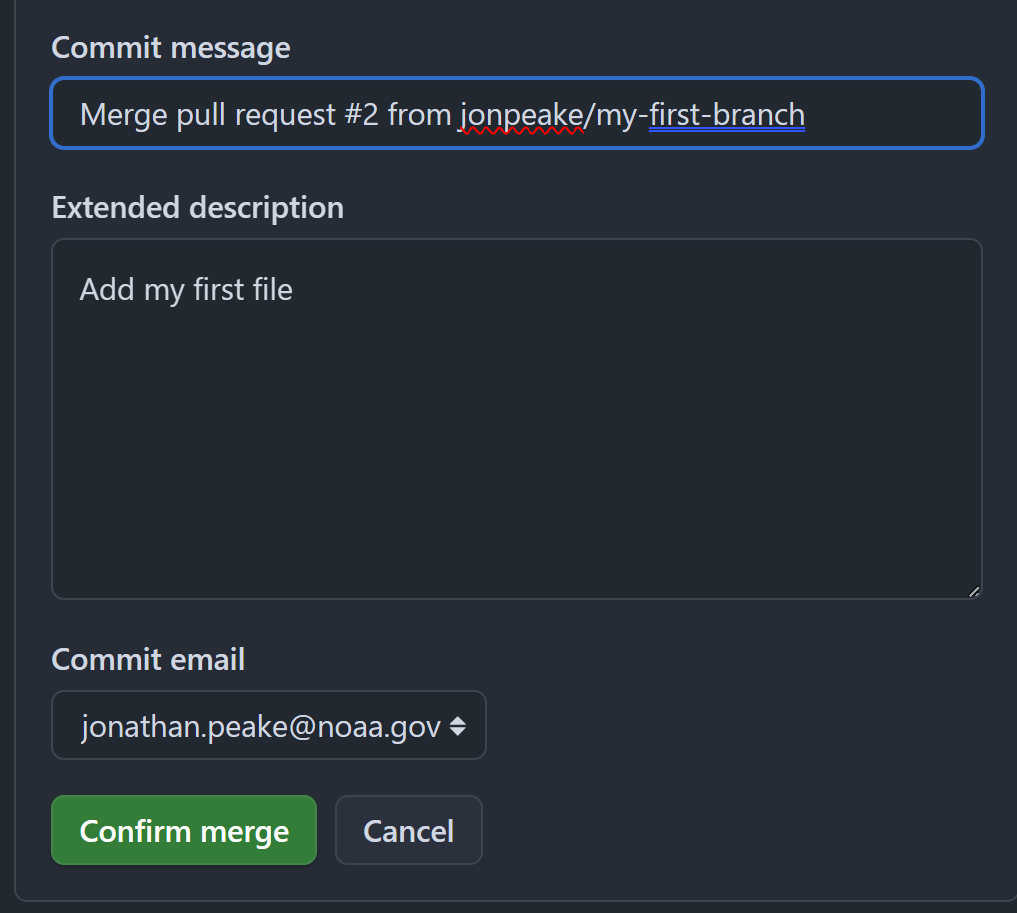 Commit message
Merge pull request #2 from jonpeake/my-first-branch
Extended description
Add my first file
Commit email
jonathan.peake@noaa.gov
Confirm merge
Cancel